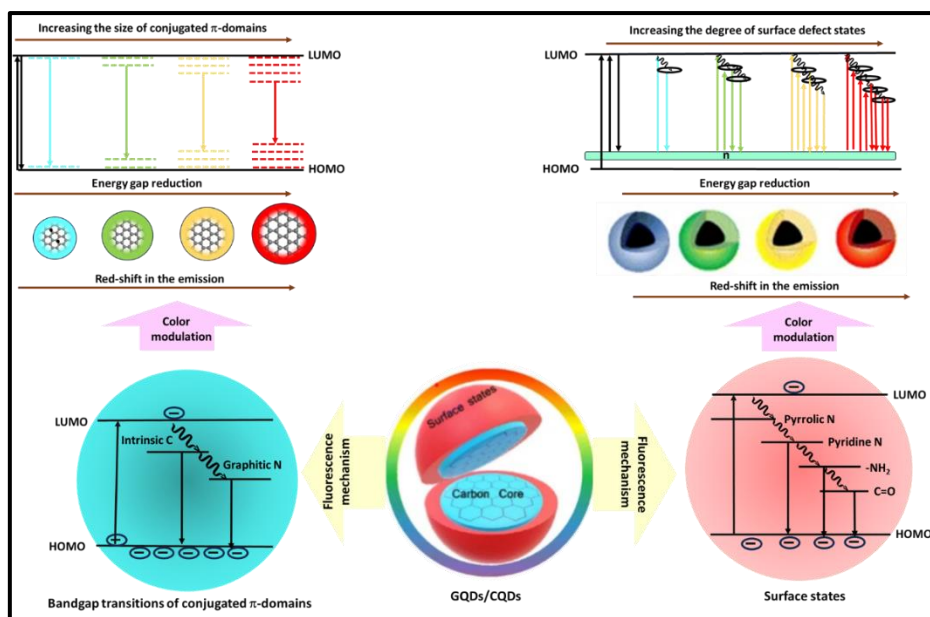 Increasing the size of conjugated π-domains
LUMO
HOMO
Energy gap reduction
Red-shift in the emission
Color
modulation
LUMO
Intrinsic C
Graphitic N
HOMO
Bandgap transitions of conjugated π-domains
Fluorescence
mechanism
Surface states
Carbon Core
GQDs/CQDs
Fluorescence
mechanism
Increasing the degree of surface defect states
LUMO
n
HOMO
Energy gap reduction
Red-shift in the emission
Color
modulation
LUMO
Pyrrolic N
Pyridine N
-NH₂
C=O
HOMO
Surface states